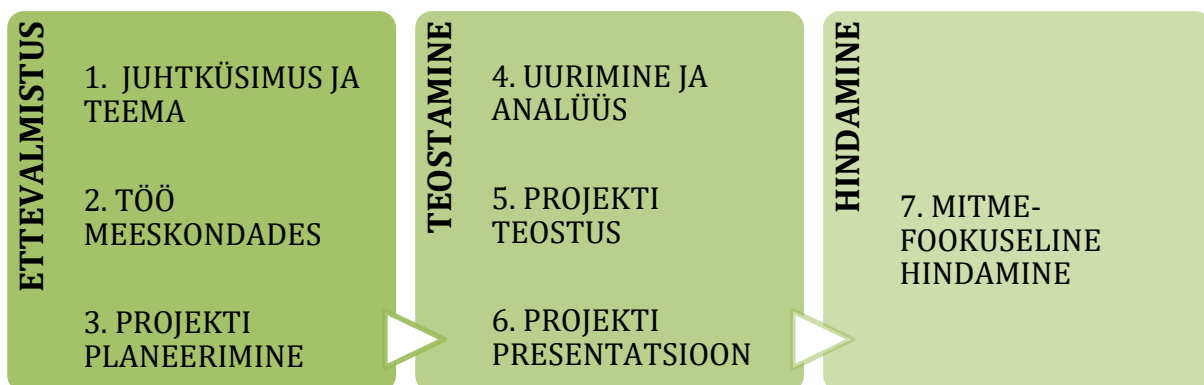 ETTEVALMISTUS
1. JUHTKÜSIMUS JA
TEEMA
2. TÖÖ
MEESKONDADES
3. PROJEKTI
PLANEERIMINE
TEOSTAMINE
4. UURIMINE JA
ANALÜÜS
5. PROJEKTI
TEOSTUS
6. PROJEKTI
PRESENTATSIOON
HINDAMINE
7. MITME-
FOOKUSELINE
HINDAMINE